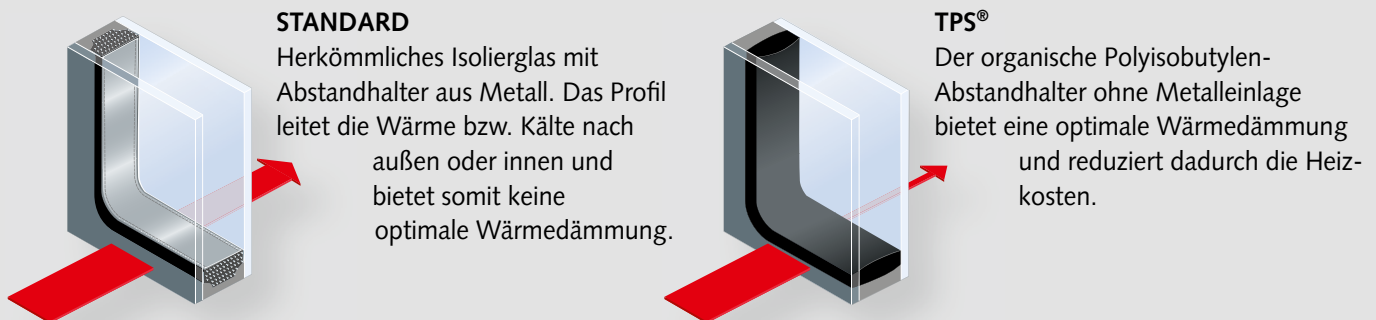 STANDARD
Herkömmliches Isolierglas mit
Abstandhalter aus Metall. Das Profil
leitet die Wärme bzw. Kälte nach
außen oder innen und
bietet somit keine
optimale Wärmedämmung.
TPS®
Der organische Polyisobutylen-
Abstandhalter ohne Metalleinlage
bietet eine optimale Wärmedämmung
und reduziert dadurch die Heiz-
kosten.